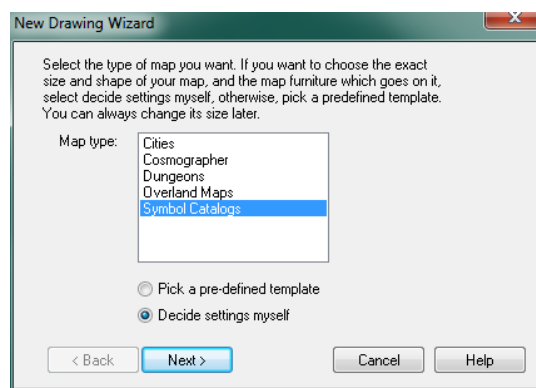 New Drawing Wizard
Select the type of map you want. If you want to choose the exact
size and shape of your map, and the map furniture which goes on it,
select decide settings myself, otherwise, pick a predefined template.
You can always change its size later.
Map type:
Cities
Cosmographer
Dungeons
Overland Maps
Symbol Catalogs
Pick a pre-defined template
Decide settings myself
< Back
Next >
Cancel
Help